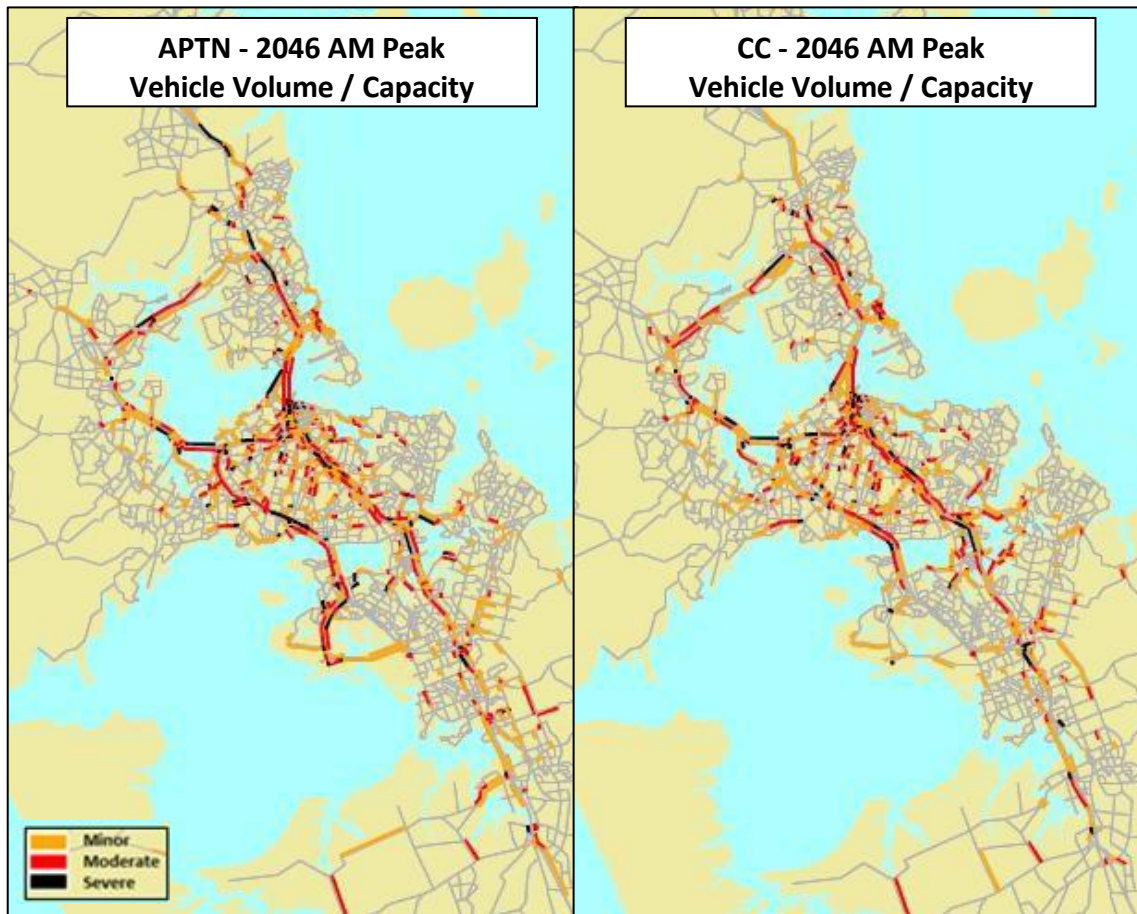 APTN - 2046 AM Peak
Vehicle Volume / Capacity
CC - 2046 AM Peak
Vehicle Volume / Capacity
Minor
Moderate
Severe